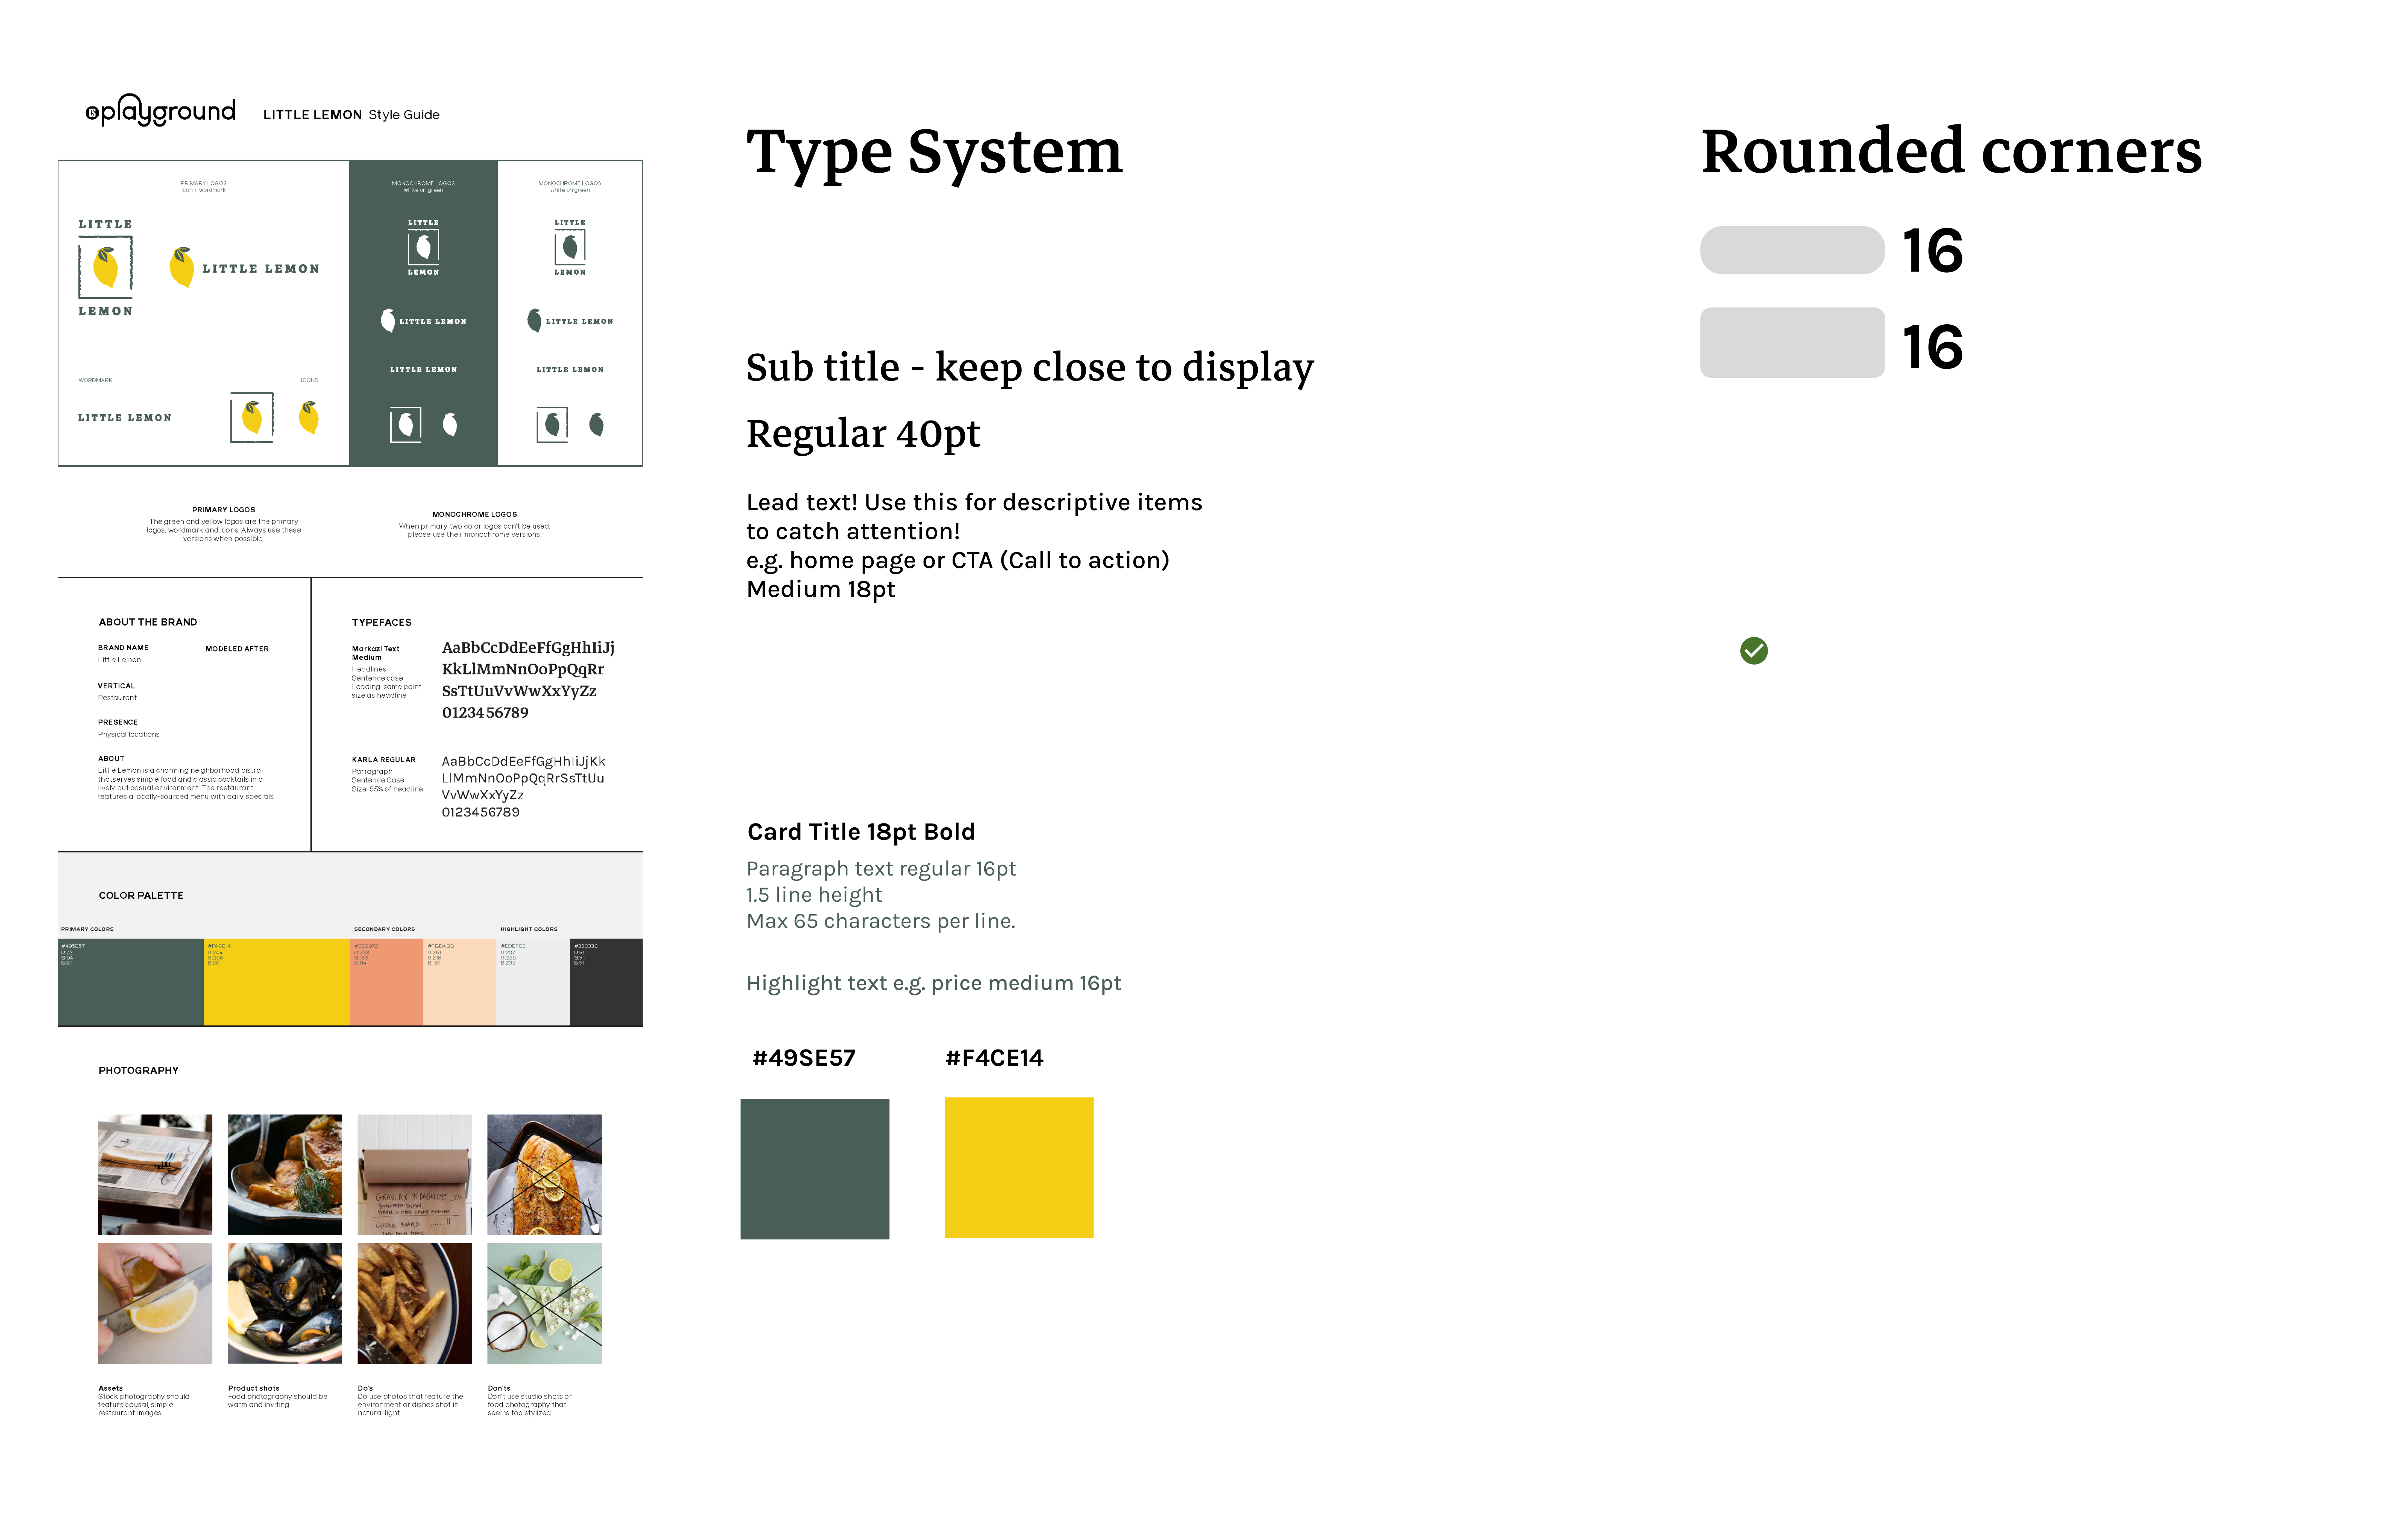 playground
LITTLE LEMON Style Guide
PRIMARY LOGOS
icon + wordmark
LITTLE
LEMON
LITTLE LEMON
WORDMARK
ICONS
LITTLE LEMON
MONOCHROME LOGOS
white on green
LITTLE
LEMON
LITTLE LEMON
LITTLE LEMON
MONOCHROME LOGOS
white on green
LITTLE
LEMON
LITTLE LEMON
LITTLE LEMON
PRIMARY LOGOS
The green and yellow logos are the primary
logos, wordmark and icons. Always use these
versions when possible.
MONOCHROME LOGOS
When primary two color logos can't be used,
please use their monochrome versions.
ABOUT THE BRAND
BRAND NAME
Little Lemon
MODELED AFTER
VERTICAL
Restaurant
PRESENCE
Physical locations
ABOUT
Little Lemon is a charming neighborhood bistro
thatserves simple food and classic cocktails in a
lively but casual environment. The restaurant
features a locally-sourced menu with daily specials.
TYPEFACES
Markazi Text
Medium
Headlines
Sentence case
Leading: same point
size as headline
AaBbCcDdEeFfGgHhIiJj
KkLlMmNnOoPpQqRr
SsTtUuVvWwXxYyZz
0123456789
KARLA REGULAR
Parragraph
Sentence Case
Size: 65% of headline
AaBbCcDdEeFfGgHhIiJjKk
LlMmNnOoPpQqRrSsTtUu
VvWwXxYyZz
0123456789
COLOR PALETTE
PRIMARY COLORS
SECONDARY COLORS
HIGHLIGHT COLORS
#495E57
R:73
G:94
B:87
#F4CE14
R:244
G:206
B:20
#EE9972
R:238
G:153
B:114
#FBDABB
R:251
G:218
B:187
#EDEFEE
R:237
G:239
B:238
#333333
R:51
G:51
B:51
PHOTOGRAPHY
GRAVLAX IN BAGUETTE
Assets
Stock photography should
feature causal, simple
restaurant images.
Product shots
Food photography should be
warm and inviting.
Do's
Do use photos that feature the
environment or dishes shot in
natural light.
Don'ts
Don't use studio shots or
food photography that
seems too stylized.
Type System
Sub title - keep close to display
Regular 40pt
Lead text! Use this for descriptive items
to catch attention!
e.g. home page or CTA (Call to action)
Medium 18pt
Card Title 18pt Bold
Paragraph text regular 16pt
1.5 line height
Max 65 characters per line.
Highlight text e.g. price medium 16pt
#49SE57
#F4CE14
Rounded corners
16
16